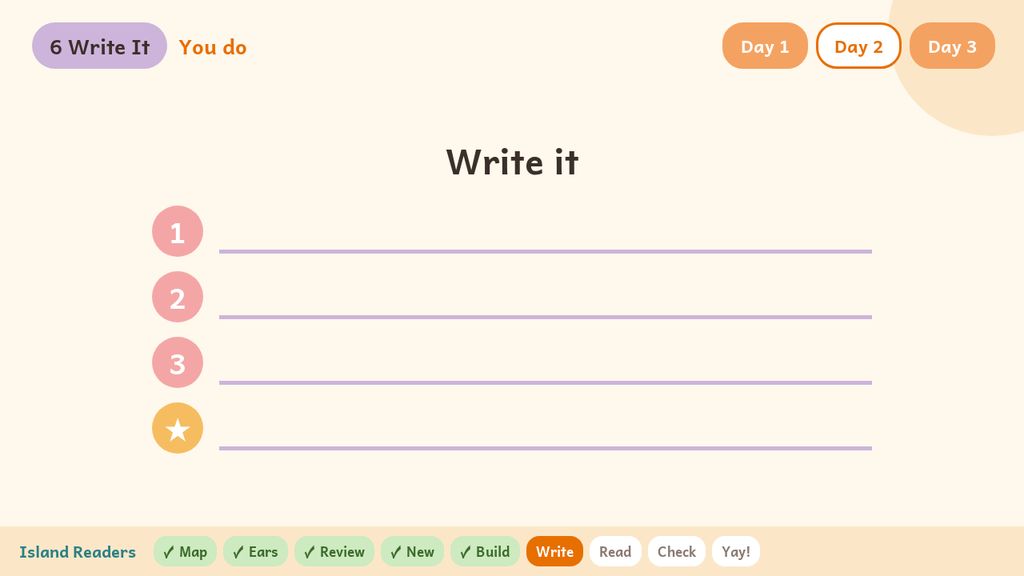 6 Write It You do Day 1 Day 2 Day 3
Write it
1
2
3
★
Island Readers ✓ Map ✓ Ears ✓ Review ✓ New ✓ Build Write Read Check Yay!